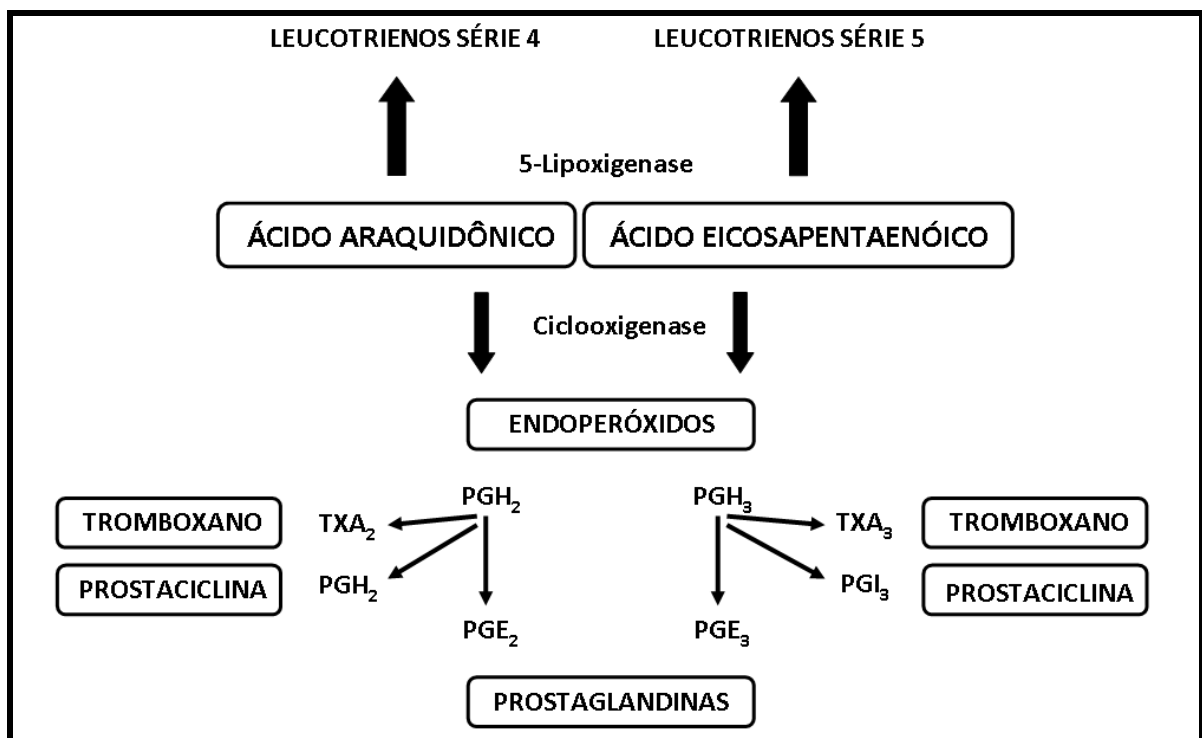 LEUCOTRIENOS SÉRIE 4 LEUCOTRIENOS SÉRIE 5
5-Lipoxigenase
ÁCIDO ARAQUIDÔNICO ÁCIDO EICOSAPENTAENÓICO
Ciclooxigenase
ENDOPERÓXIDOS
PGH₂ PGH₃
TROMBOXANO TXA₂ TXA₃ TROMBOXANO
PROSTACICLINA PGH₂ PGI₃ PROSTACICLINA
PGE₂ PGE₃
PROSTAGLANDINAS